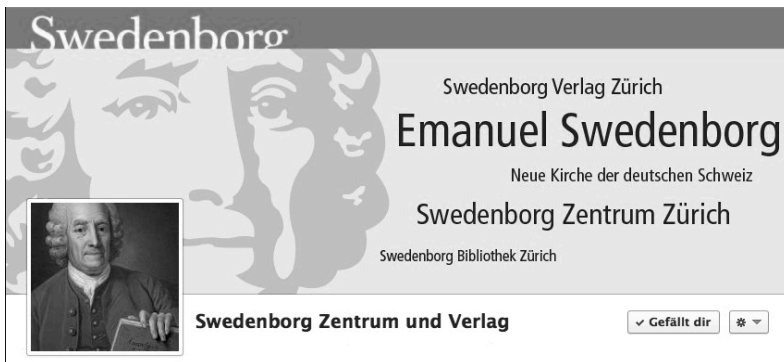 Swedenborg
Swedenborg Verlag Zürich
Emanuel Swedenborg
Neue Kirche der deutschen Schweiz
Swedenborg Zentrum Zürich
Swedenborg Bibliothek Zürich
Swedenborg Zentrum und Verlag
✓ Gefällt dir